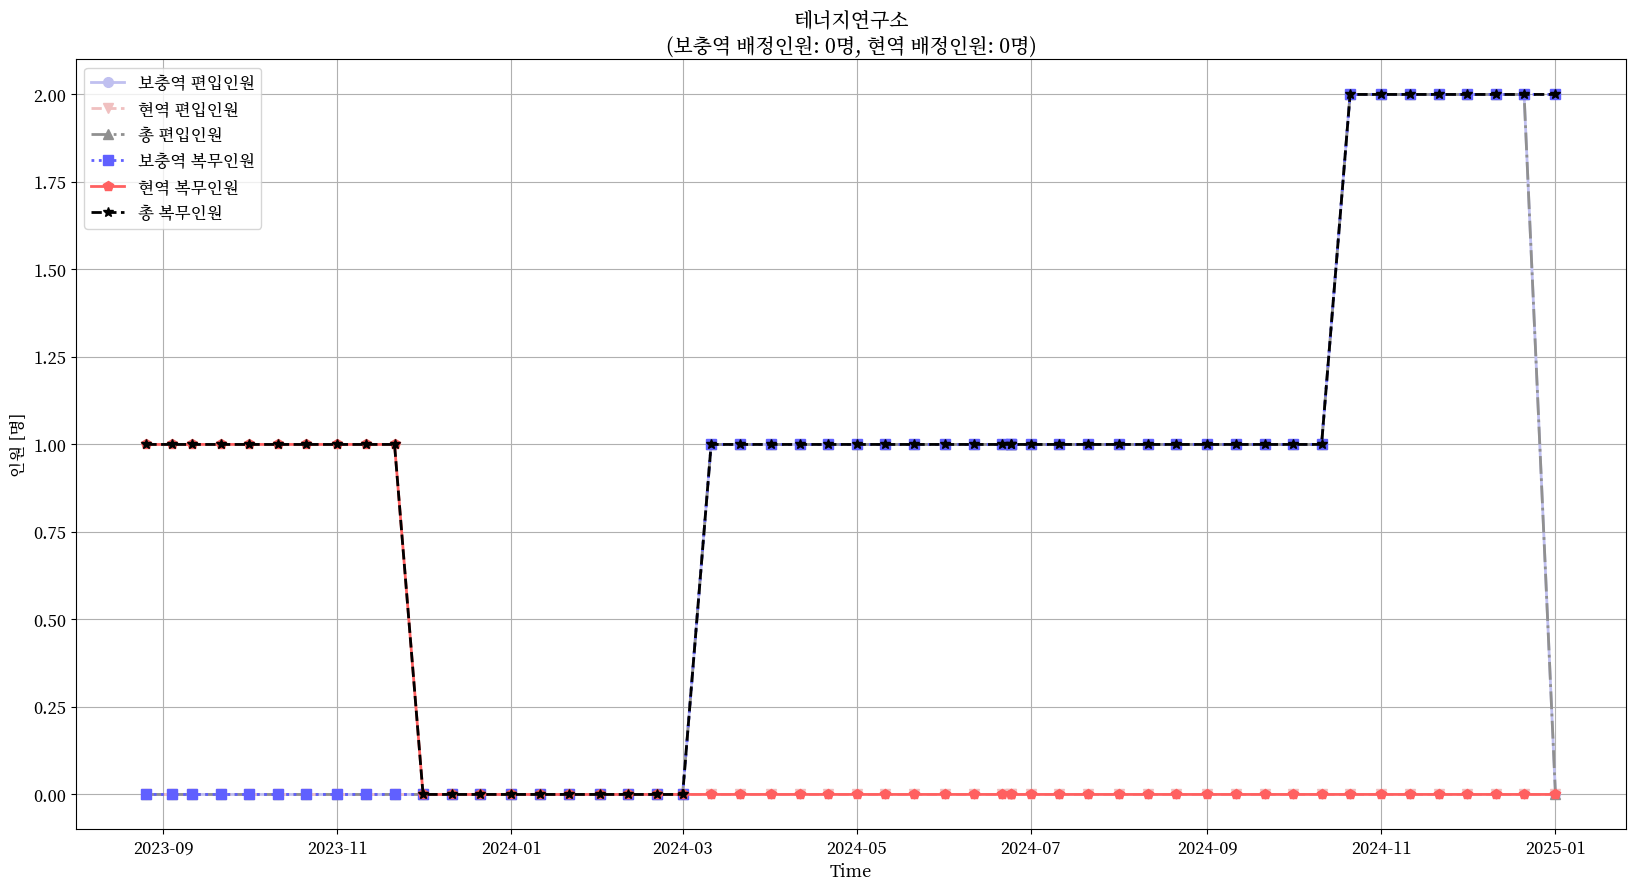 테너지연구소
(보충역 배정인원: 0명, 현역 배정인원: 0명)
보충역 편입인원
현역 편입인원
총 편입인원
보충역 복무인원
현역 복무인원
총 복무인원
인원 [명]
2.00
1.75
1.50
1.25
1.00
0.75
0.50
0.25
0.00
2023-09 2023-11 2024-01 2024-03 2024-05 2024-07 2024-09 2024-11 2025-01
Time